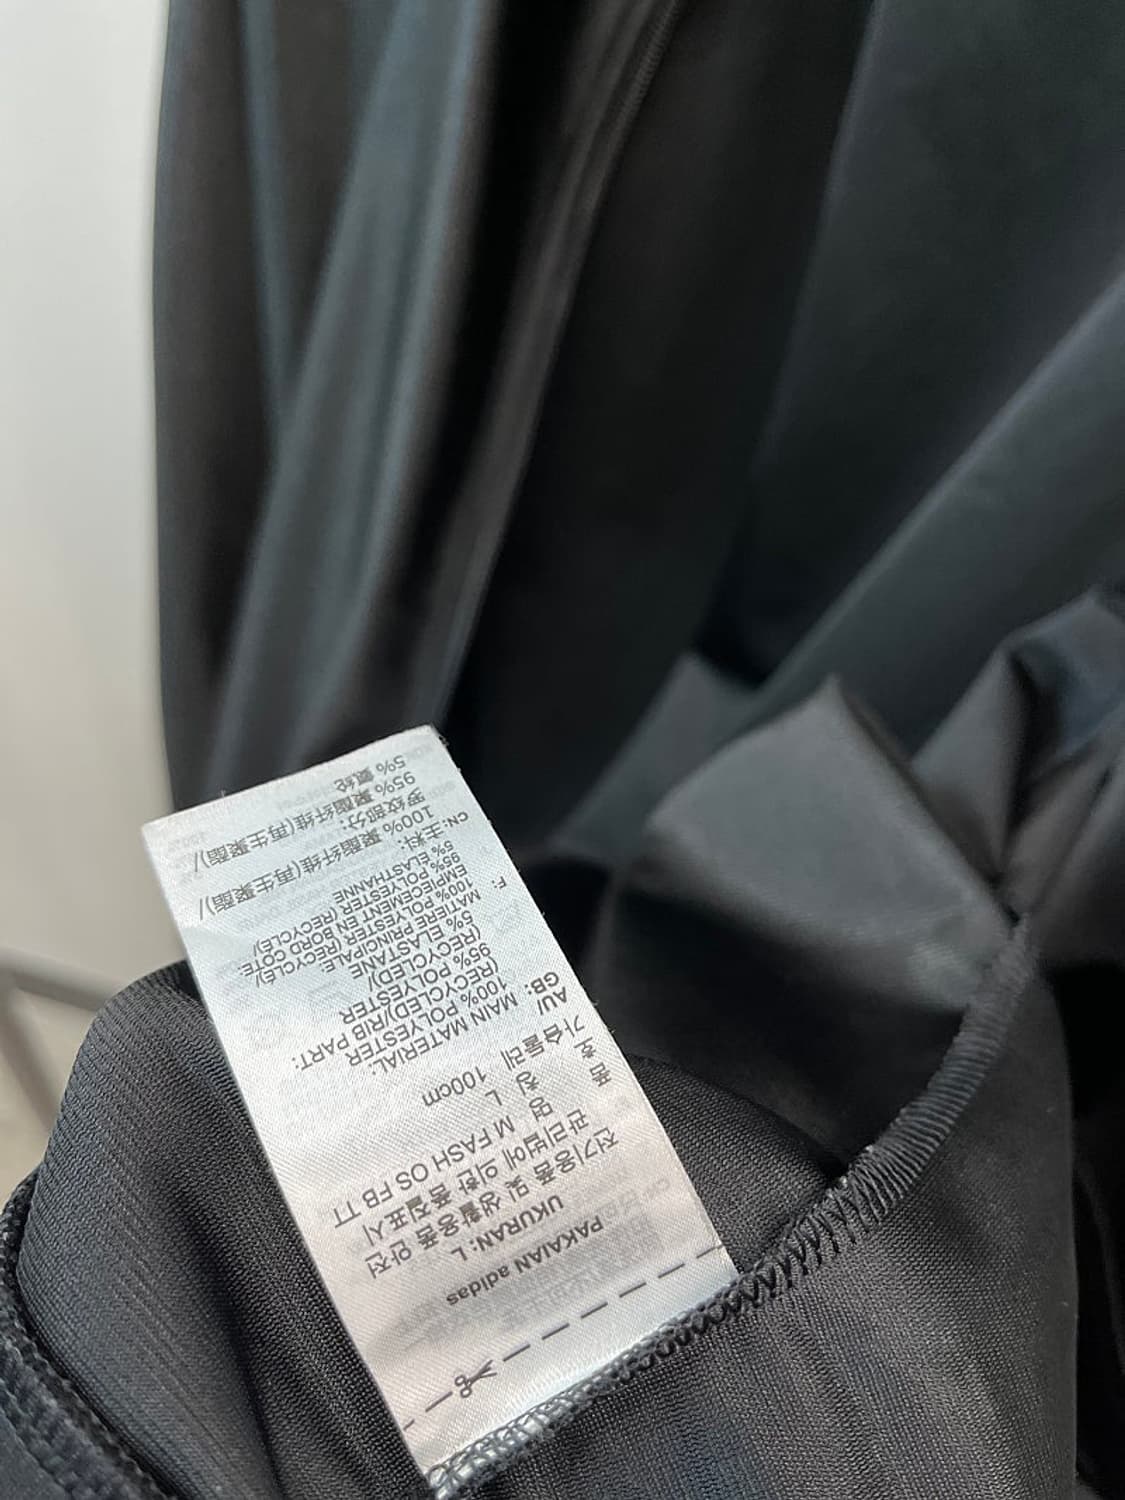 PAKAIAN adidas
UKURAN: L
전기용품 및 생활용품 안전
관리법에 의한 품질표시
품 명 M FASH OS FB TT
호 칭 L
가슴둘레 100cm
AU/
GB: MAIN MATERIAL:
100% POLYESTER
(RECYCLED)/RIB PART:
95% POLYESTER
(RECYCLED)/
5% ELASTANE
F: MATIERE PRINCIPALE:
100% POLYESTER (RECYCLÉ)/
EMPIECEMENT EN BORD COTE:
95% POLYESTER (RECYCLE)/
5% ELASTHANNE
CN: 主料:
100% 聚酯纤维(再生聚酯)/
罗纹部分:
95% 聚酯纤维(再生聚酯)/
5% 氨纶